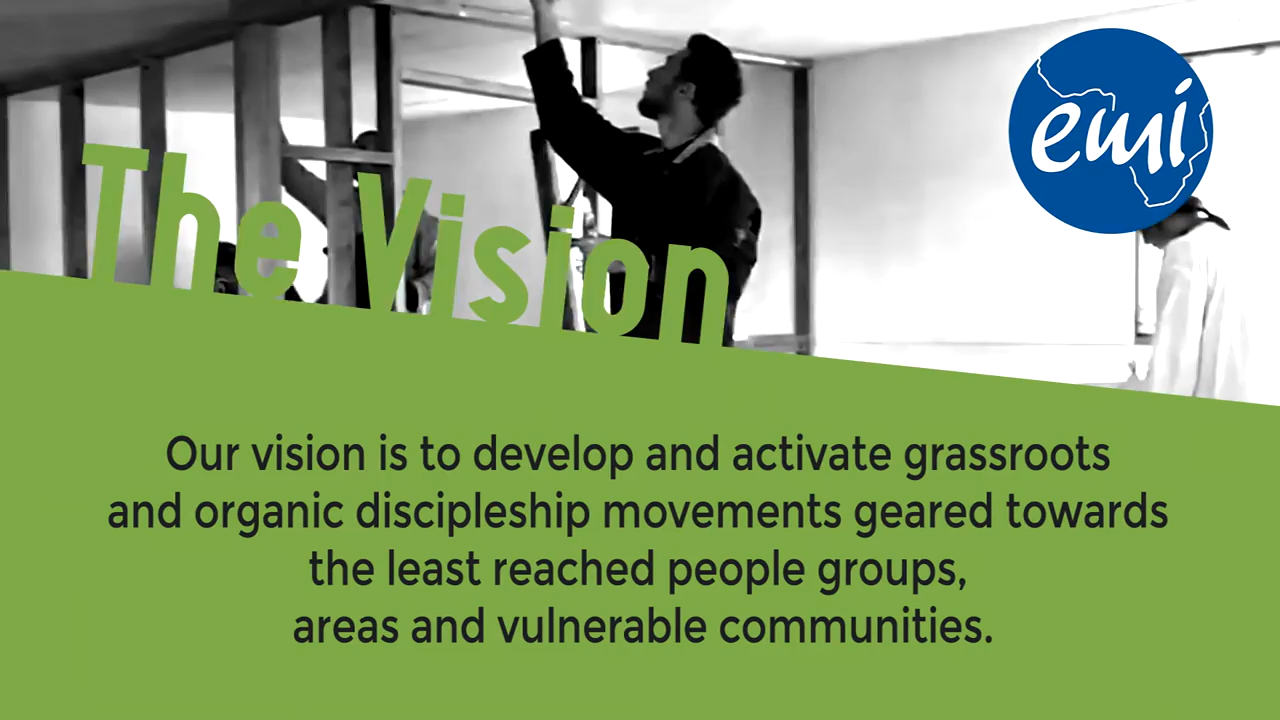 emi
The Vision
Our vision is to develop and activate grassroots
and organic discipleship movements geared towards
the least reached people groups,
areas and vulnerable communities.